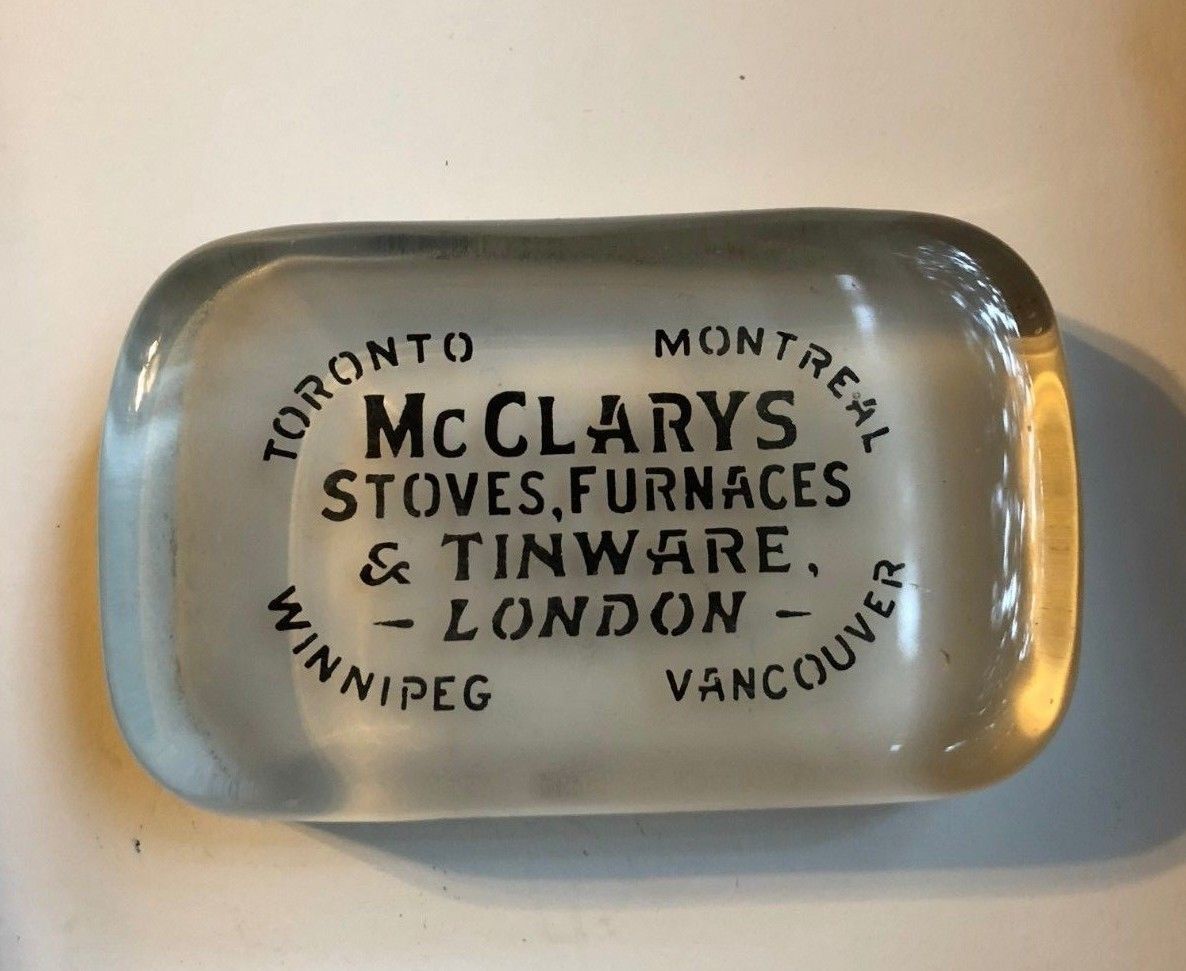 TORONTO
MONTREAL
McCLARYS
STOVES, FURNACES
& TINWARE,
- LONDON -
WINNIPEG
VANCOUVER